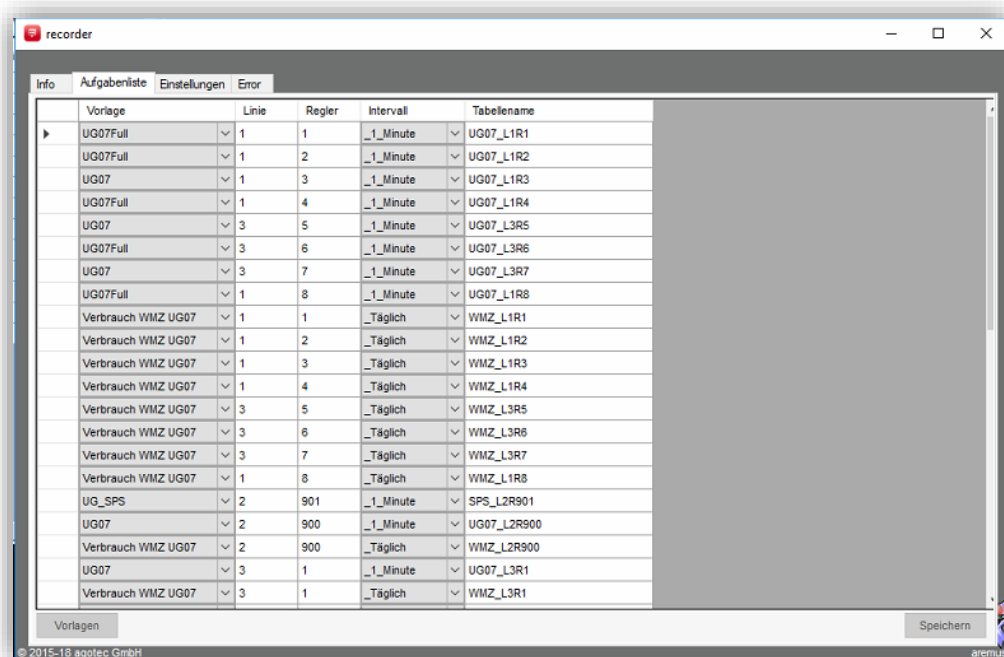 recorder
Info Aufgabenliste Einstellungen Error
Vorlage Linie Regler Intervall Tabellenname
UG07Full 1 1 _1_Minute UG07_L1R1
UG07Full 1 2 _1_Minute UG07_L1R2
UG07 1 3 _1_Minute UG07_L1R3
UG07Full 1 4 _1_Minute UG07_L1R4
UG07 3 5 _1_Minute UG07_L3R5
UG07Full 3 6 _1_Minute UG07_L3R6
UG07 3 7 _1_Minute UG07_L3R7
UG07Full 1 8 _1_Minute UG07_L1R8
Verbrauch WMZ UG07 1 1 _Täglich WMZ_L1R1
Verbrauch WMZ UG07 1 2 _Täglich WMZ_L1R2
Verbrauch WMZ UG07 1 3 _Täglich WMZ_L1R3
Verbrauch WMZ UG07 1 4 _Täglich WMZ_L1R4
Verbrauch WMZ UG07 3 5 _Täglich WMZ_L3R5
Verbrauch WMZ UG07 3 6 _Täglich WMZ_L3R6
Verbrauch WMZ UG07 3 7 _Täglich WMZ_L3R7
Verbrauch WMZ UG07 1 8 _Täglich WMZ_L1R8
UG_SPS 2 901 _1_Minute SPS_L2R901
UG07 2 900 _1_Minute UG07_L2R900
Verbrauch WMZ UG07 2 900 _Täglich WMZ_L2R900
UG07 3 1 _1_Minute UG07_L3R1
Verbrauch WMZ UG07 3 1 _Täglich WMZ_L3R1
Vorlagen Speichern
© 2015-18 aqotec GmbH